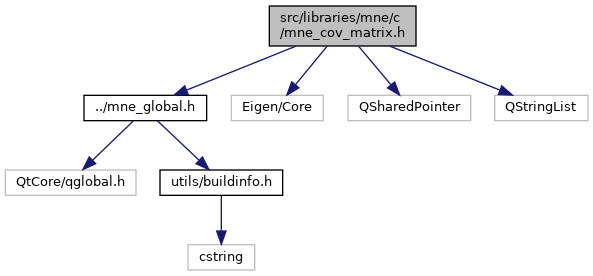 src/libraries/mne/c
/mne_cov_matrix.h
../mne_global.h
Eigen/Core
QSharedPointer
QStringList
QtCore/qglobal.h
utils/buildinfo.h
cstring